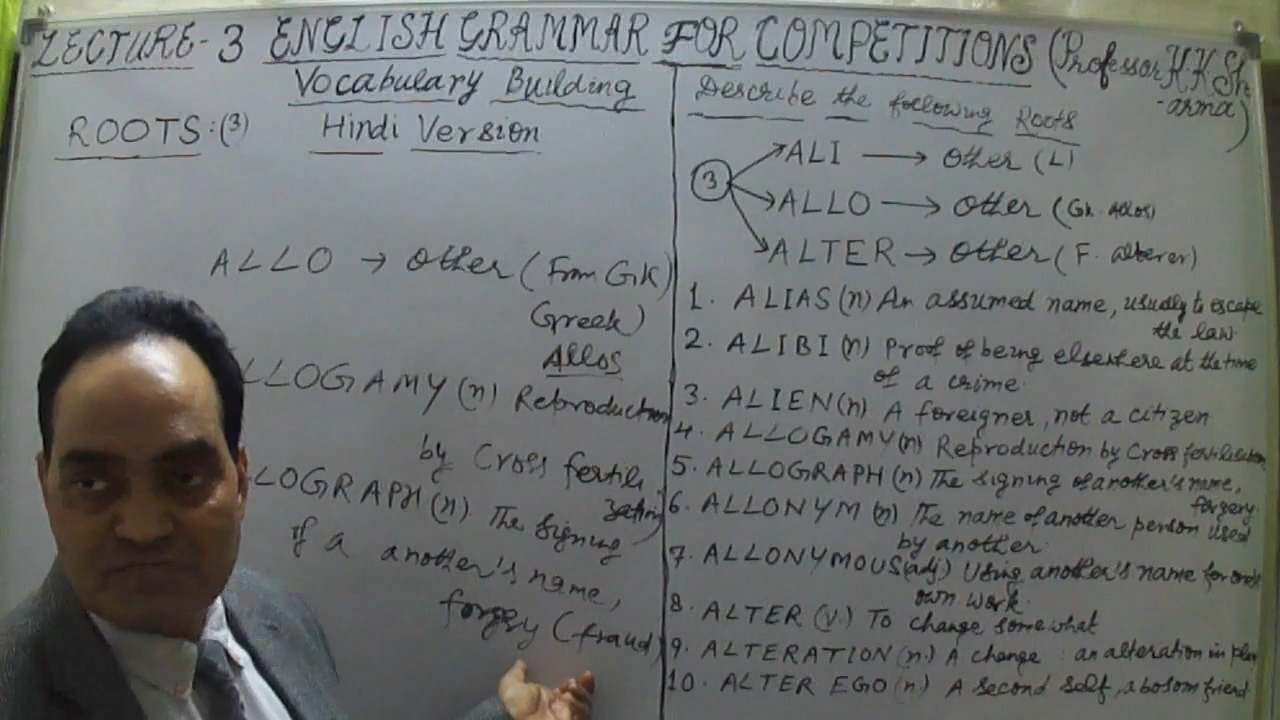 LECTURE-3 ENGLISH GRAMMAR FOR COMPETITIONS (Professor KK Sh-
arma)
Vocabulary Building
ROOTS:(3) Hindi Version
ALLO → Other (From GK
Greek)
Allos
LLOGAMY (n) Reproduction
by Cross fertili
LOGRAPH (n) The signing
If a another's name,
forgery (fraud)
Describe the following Roots
3
ALI → Other (L)
ALLO → Other (Gk. Allos)
ALTER → Other (F. alterer)
1. ALIAS (n) An assumed name, usually to escape
the law.
2. ALIBI (n) Proof of being elsewhere at the time
of a crime.
3. ALIEN (n) A foreigner, not a citizen
4. ALLOGAMY (n) Reproduction by Cross fertilisation
5. ALLOGRAPH (n) The signing of another's name,
forgery
6. ALLONYM (n) The name of another person used
by another.
7. ALLONYMOUS (adj) Using another's name for one's
own work.
8. ALTER (v.) To change somewhat
9. ALTERATION (n.) A change : an alteration in plan
10. ALTER EGO (n) A second self, a bosom friend